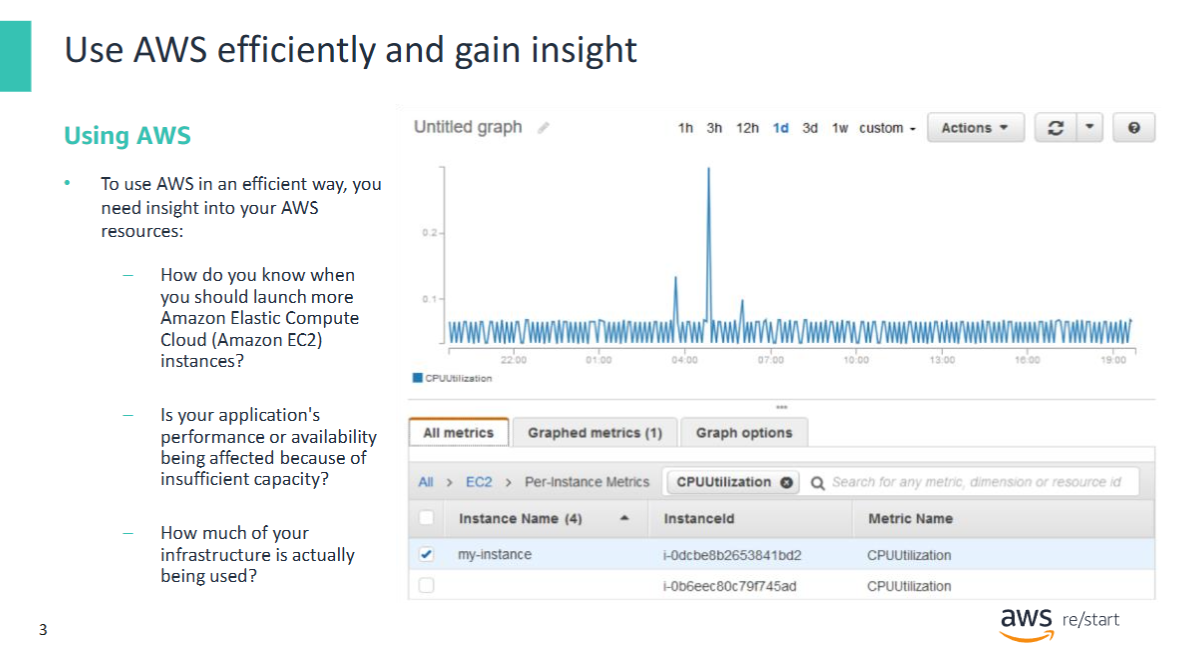 Use AWS efficiently and gain insight
Using AWS
• To use AWS in an efficient way, you
need insight into your AWS
resources:
– How do you know when
you should launch more
Amazon Elastic Compute
Cloud (Amazon EC2)
instances?
– Is your application's
performance or availability
being affected because of
insufficient capacity?
– How much of your
infrastructure is actually
being used?
Untitled graph
1h 3h 12h 1d 3d 1w custom Actions
0.2
0.1
22:00 01:00 04:00 07:00 10:00 13:00 16:00 19:00
CPUUtilization
All metrics Graphed metrics (1) Graph options
All > EC2 > Per-Instance Metrics CPUUtilization Search for any metric, dimension or resource id
Instance Name (4) InstanceId Metric Name
my-instance i-0dcbe8b2653841bd2 CPUUtilization
i-0b6eec80c79f745ad CPUUtilization
3
aws re/start